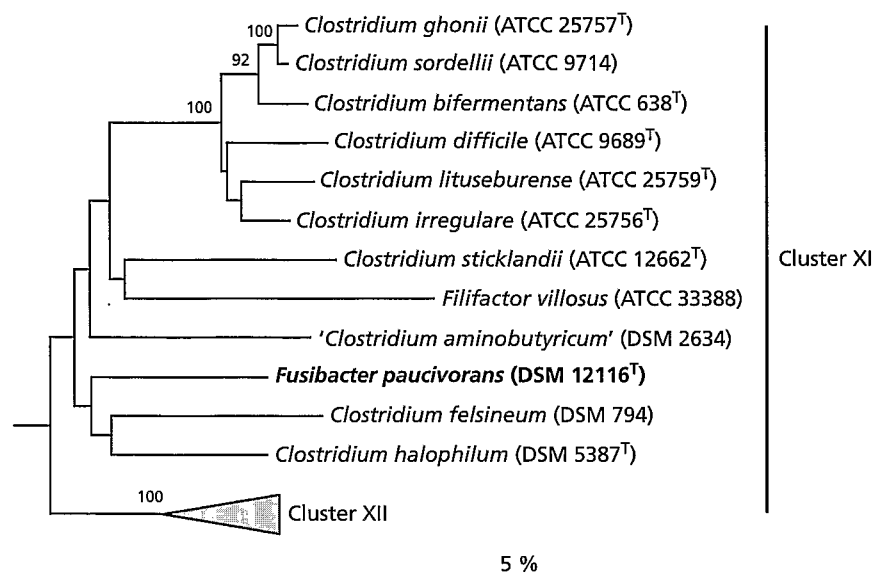 100
Clostridium ghonii (ATCC 25757T)
92
Clostridium sordellii (ATCC 9714)
100
Clostridium bifermentans (ATCC 638T)
Clostridium difficile (ATCC 9689T)
Clostridium lituseburense (ATCC 25759T)
Clostridium irregulare (ATCC 25756T)
Clostridium sticklandii (ATCC 12662T)
Cluster XI
Filifactor villosus (ATCC 33388)
'Clostridium aminobutyricum' (DSM 2634)
Fusibacter paucivorans (DSM 12116T)
Clostridium felsineum (DSM 794)
Clostridium halophilum (DSM 5387T)
100
Cluster XII
5 %